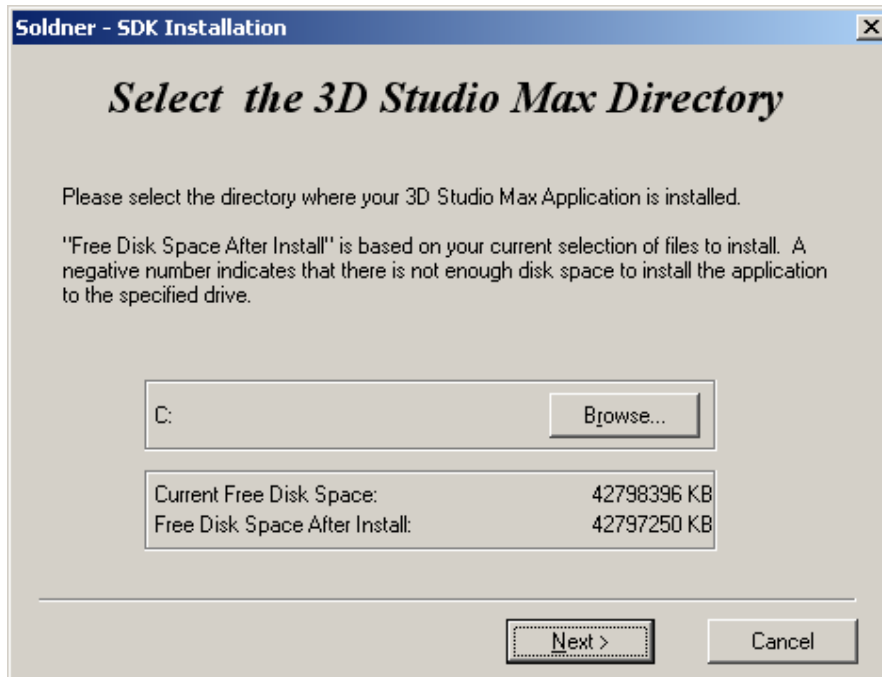 Soldner - SDK Installation
Select the 3D Studio Max Directory
Please select the directory where your 3D Studio Max Application is installed.
"Free Disk Space After Install" is based on your current selection of files to install. A
negative number indicates that there is not enough disk space to install the application
to the specified drive.
C:
Browse...
Current Free Disk Space: 42798396 KB
Free Disk Space After Install: 42797250 KB
Next >
Cancel